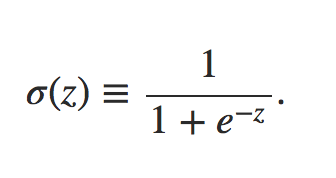 σ(z) ≡ 1 / (1 + e^{−z}).